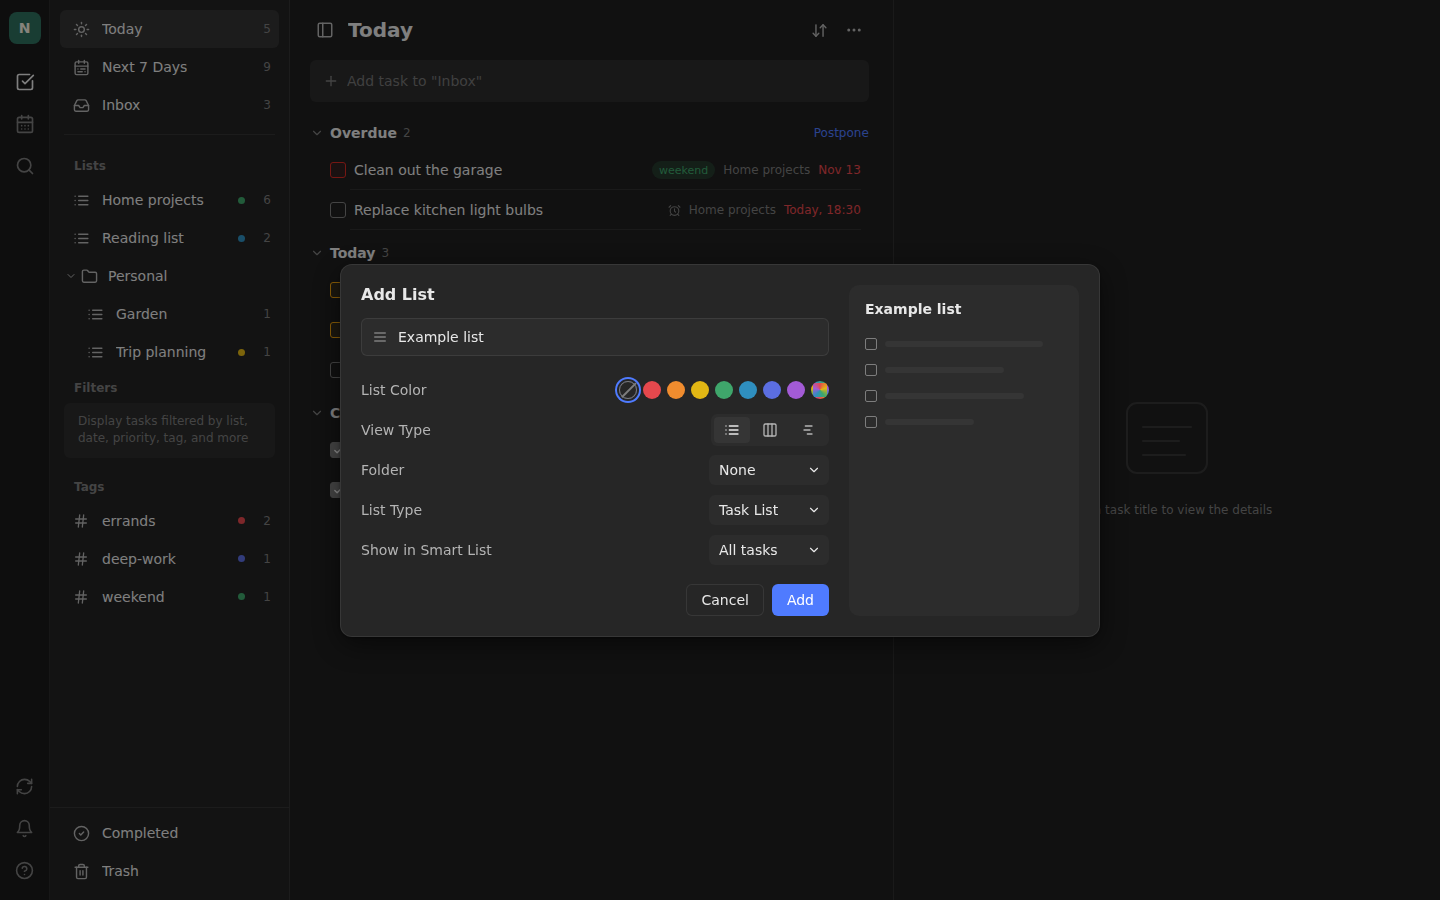 N
Today 5
Next 7 Days 9
Inbox 3
Lists
Home projects 6
Reading list 2
Personal
Garden 1
Trip planning 1
Filters
Display tasks filtered by list,
date, priority, tag, and more
Tags
errands 2
deep-work 1
weekend 1
Completed
Trash
Today
Add task to "Inbox"
Overdue 2 Postpone
Clean out the garage weekend Home projects Nov 13
Replace kitchen light bulbs Home projects Today, 18:30
Today 3
C
Add List
Example list
List Color
View Type
Folder None
List Type Task List
Show in Smart List All tasks
Cancel Add
Example list
task title to view the details